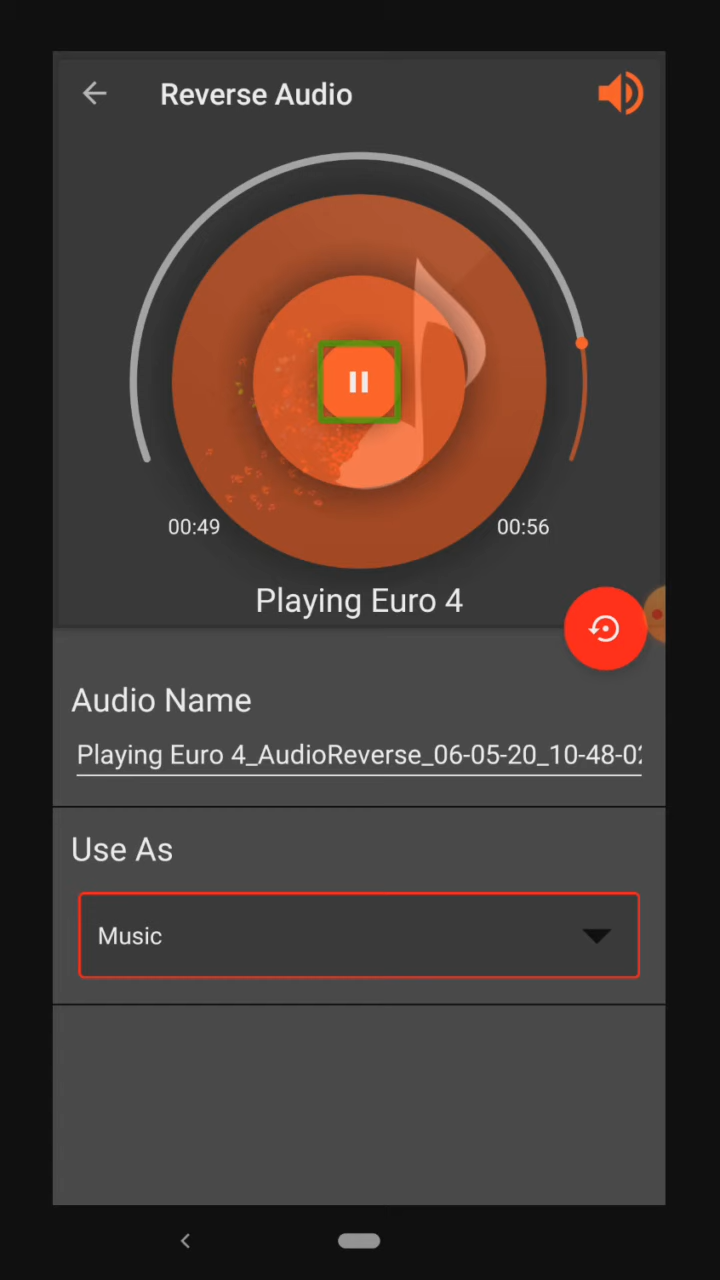 Reverse Audio
00:49
00:56
Playing Euro 4
Audio Name
Playing Euro 4_AudioReverse_06-05-20_10-48-02
Use As
Music